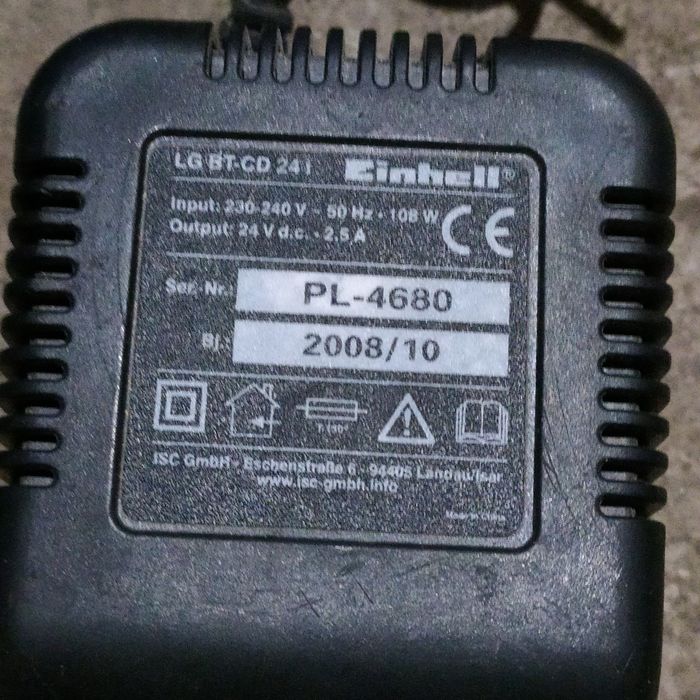 LG BT-CD 24 i Einhell®
Input: 230-240 V ~ 50 Hz • 108 W
Output: 24 V d.c. • 2,5 A
CE
Ser. Nr.: PL-4680
Bj.: 2008/10
ISC GmbH • Eschenstraße 6 • 94405 Landau/Isar
www.isc-gmbh.info
Made in China